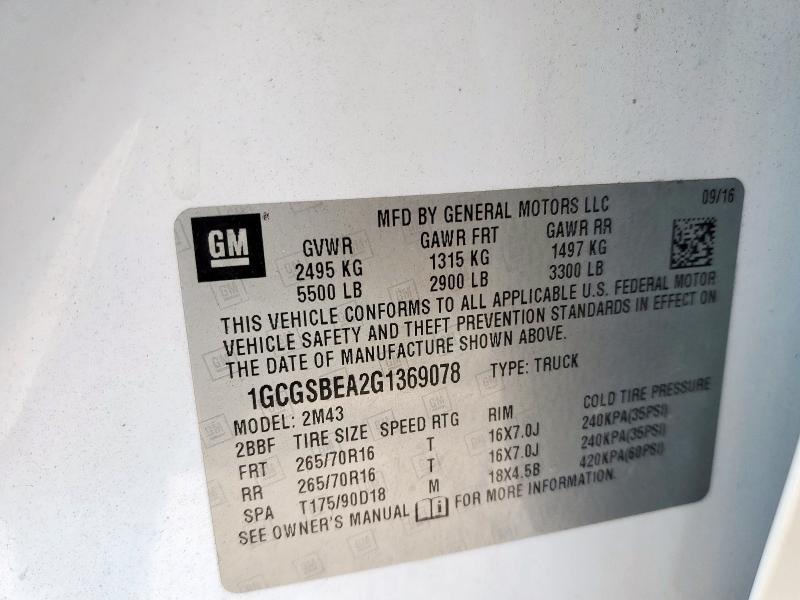 09/16
MFD BY GENERAL MOTORS LLC
GM
GVWR GAWR FRT GAWR RR
2495 KG 1315 KG 1497 KG
5500 LB 2900 LB 3300 LB
THIS VEHICLE CONFORMS TO ALL APPLICABLE U.S. FEDERAL MOTOR
VEHICLE SAFETY AND THEFT PREVENTION STANDARDS IN EFFECT ON
THE DATE OF MANUFACTURE SHOWN ABOVE.
1GCGSBEA2G1369078 TYPE: TRUCK
MODEL: 2M43
2BBF TIRE SIZE SPEED RTG RIM COLD TIRE PRESSURE
FRT 265/70R16 T 16X7.0J 240KPA(35PSI)
RR 265/70R16 T 16X7.0J 240KPA(35PSI)
SPA T175/90D18 M 18X4.5B 420KPA(60PSI)
SEE OWNER'S MANUAL FOR MORE INFORMATION.